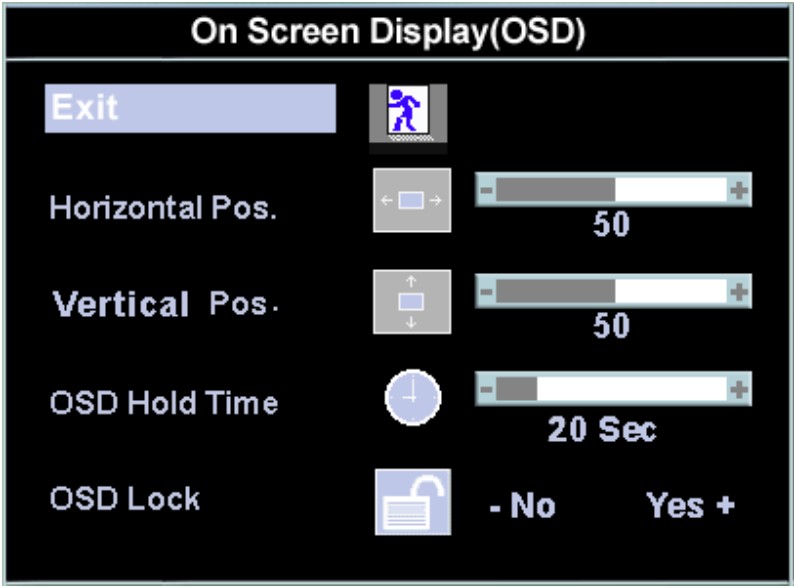 On Screen Display(OSD)
Exit
Horizontal Pos. - +
50
Vertical Pos. - +
50
OSD Hold Time - +
20 Sec
OSD Lock - No Yes +